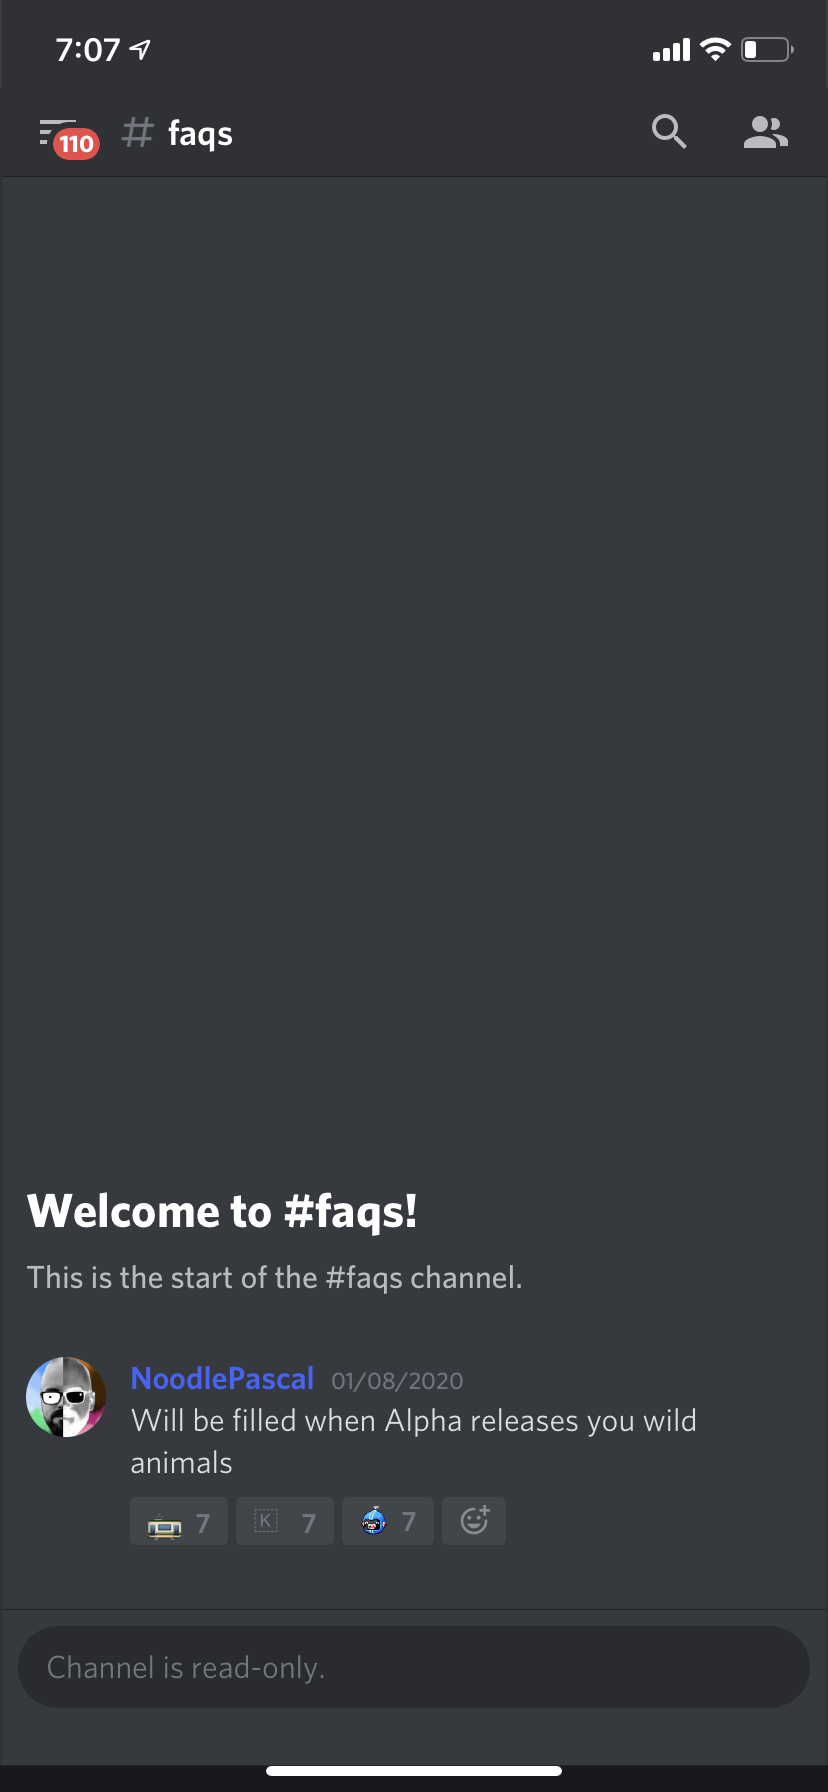 7:07
110 # faqs
Welcome to #faqs!
This is the start of the #faqs channel.
NoodlePascal 01/08/2020
Will be filled when Alpha releases you wild
animals
7 K 7 7
Channel is read-only.